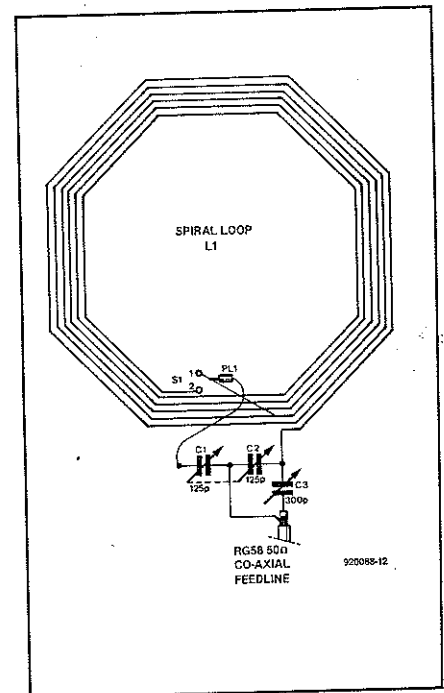 SPIRAL LOOP
L1
S1
1
2
PL1
C1
125p
C2
125p
C3
300p
RG58 50Ω
CO-AXIAL
FEEDLINE
920088-12